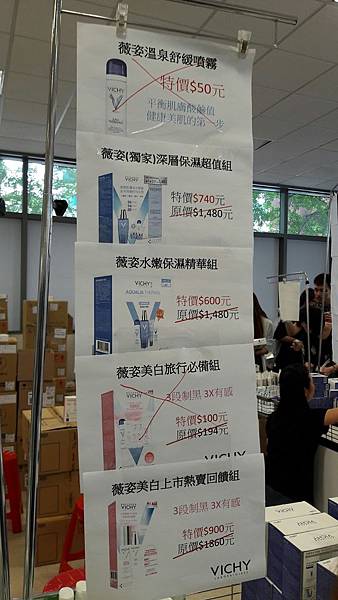 薇姿溫泉舒緩噴霧
VICHY
特價$50元
平衡肌膚酸鹼值
健康美肌的第一步
薇姿(獨家)深層保濕超值組
VICHY
特價$740元
原價$1,480元
薇姿水嫩保濕精華組
VICHY
AQUALIA THERMAL
特價$600元
原價$1,480元
薇姿美白旅行必備組
VICHY
3段制黑 3X有感
特價$100元
原價$194元
VICHY
薇姿美白上市熱賣回饋組
VICHY
3段制黑 3X有感
特價$900元
原價$1860元
VICHY
LABORATOIRES